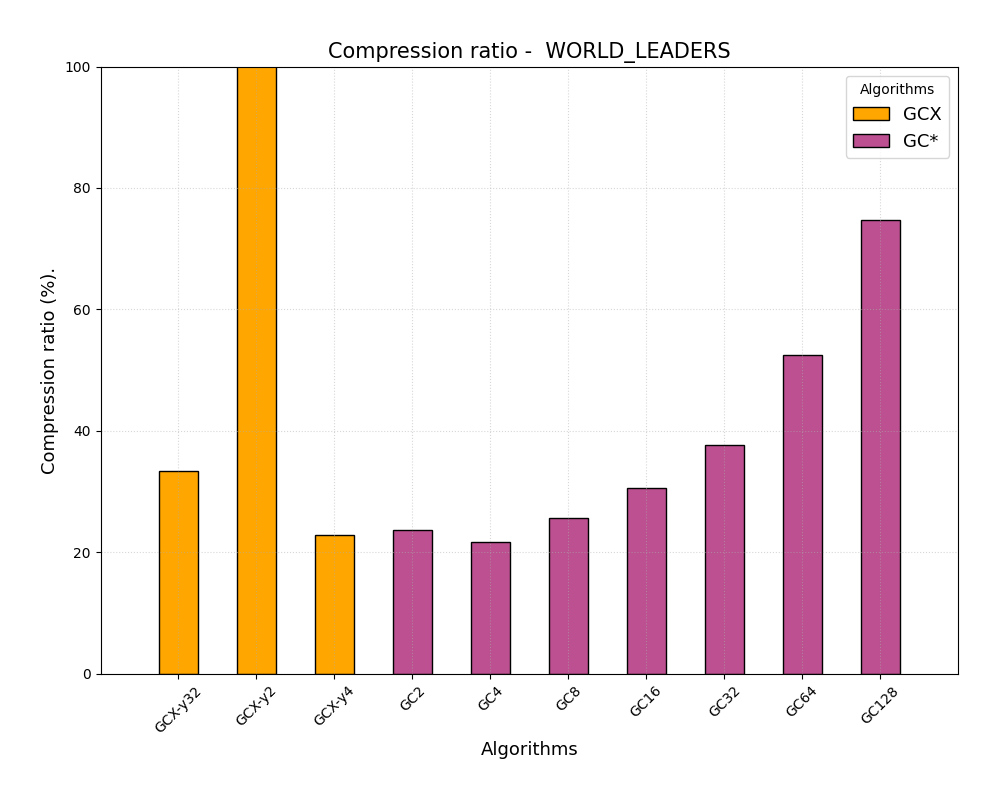 Compression ratio -  WORLD_LEADERS
Algorithms
GCX
GC*
Compression ratio (%).
100
80
60
40
20
0
GCX-y32
GCX-y2
GCX-y4
GC2
GC4
GC8
GC16
GC32
GC64
GC128
Algorithms